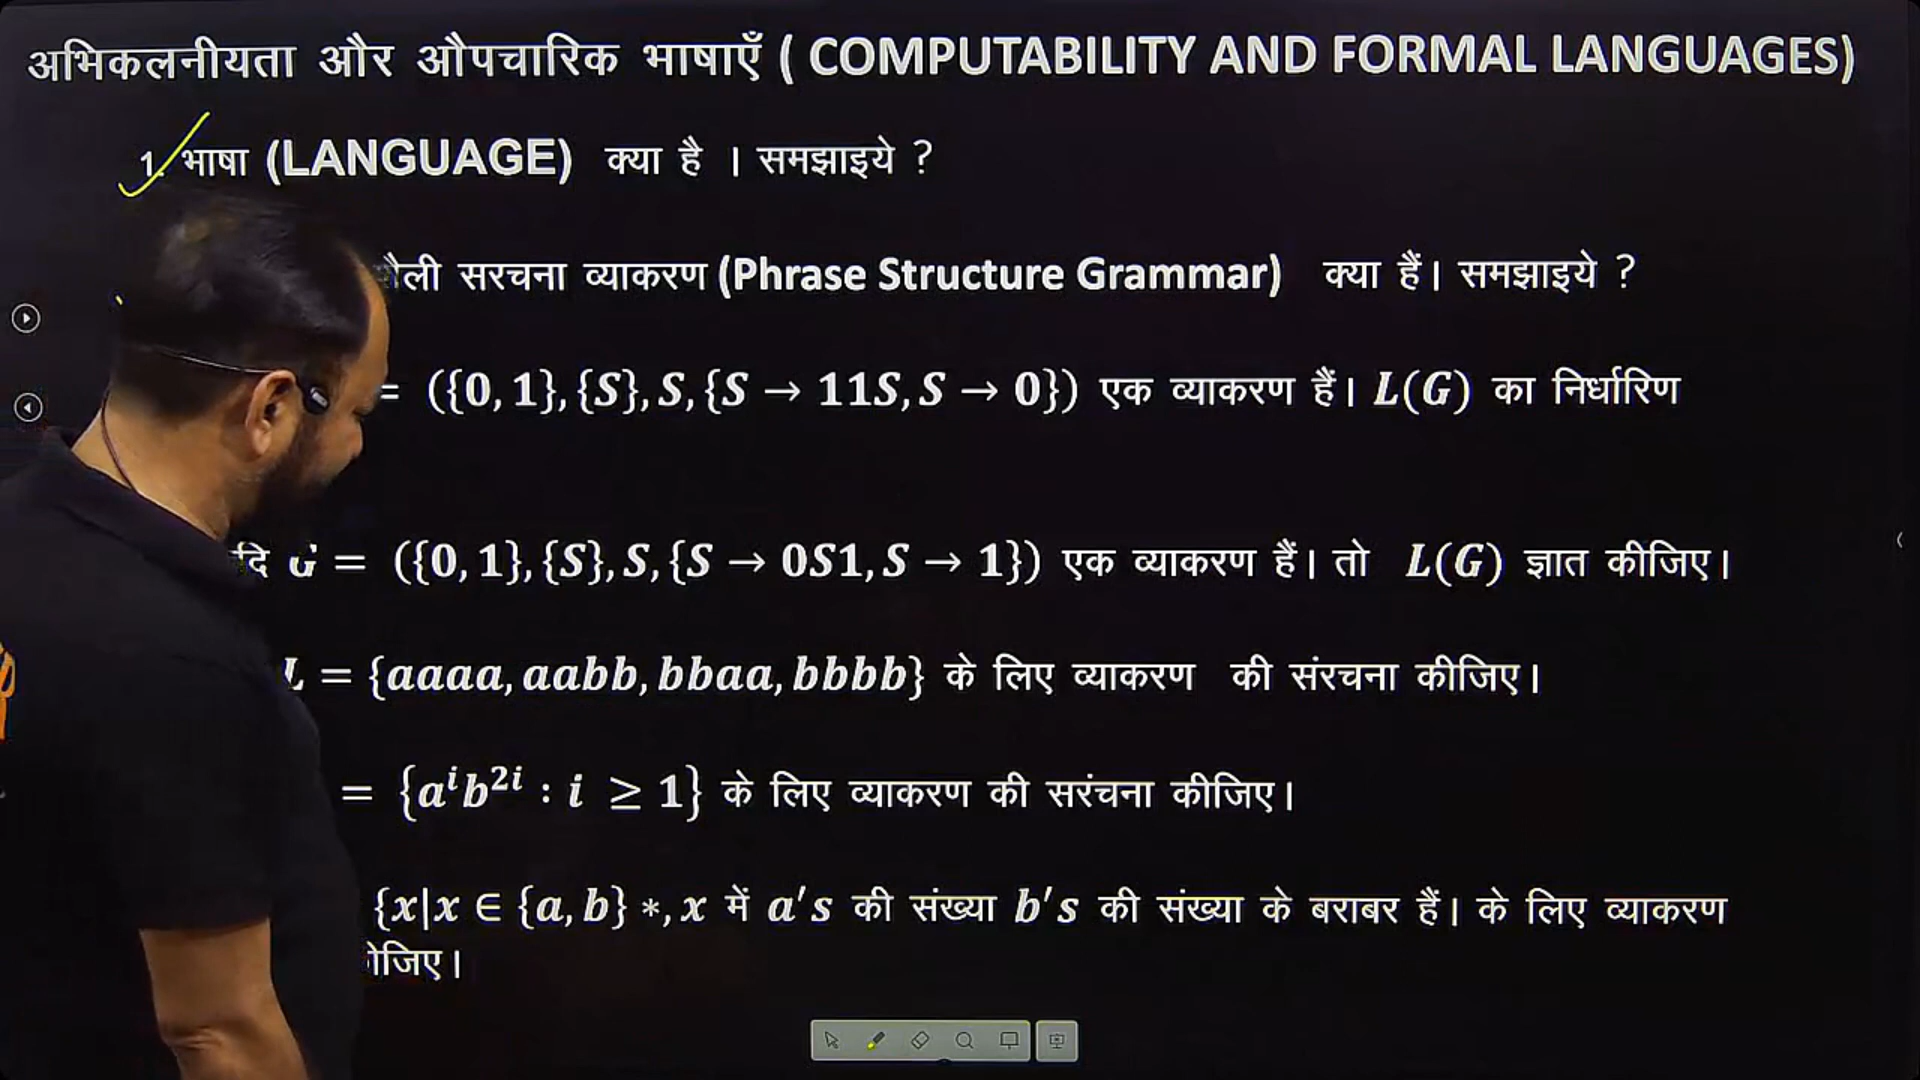 अभिकलनीयता और औपचारिक भाषाएँ ( COMPUTABILITY AND FORMAL LANGUAGES)
1. भाषा (LANGUAGE) क्या है । समझाइये ?
सरचना व्याकरण (Phrase Structure Grammar) क्या हैं। समझाइये ?
= ({0, 1}, {S}, S, {S → 11S, S → 0}) एक व्याकरण हैं। L(G) का निर्धारिण
G = ({0, 1}, {S}, S, {S → 0S1, S → 1}) एक व्याकरण हैं। तो L(G) ज्ञात कीजिए।
L = {aaaa, aabb, bbaa, bbbb} के लिए व्याकरण की संरचना कीजिए।
= {aⁱb²ⁱ : i ≥ 1} के लिए व्याकरण की सरंचना कीजिए।
{x|x ∈ {a, b} *, x में a's की संख्या b's की संख्या के बराबर हैं। के लिए व्याकरण